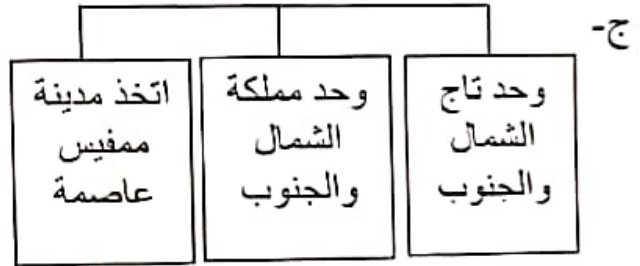 ج-
وحد تاج
الشمال
والجنوب
وحد مملكة
الشمال
والجنوب
اتخذ مدينة
ممفيس
عاصمة